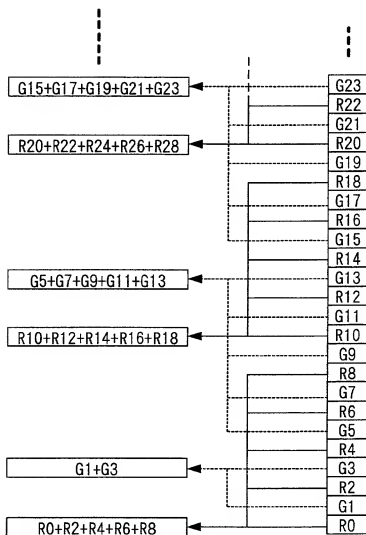 G15+G17+G19+G21+G23
R20+R22+R24+R26+R28
G5+G7+G9+G11+G13
R10+R12+R14+R16+R18
G1+G3
R0+R2+R4+R6+R8
G23
R22
G21
R20
G19
R18
G17
R16
G15
R14
G13
R12
G11
R10
G9
R8
G7
R6
G5
R4
G3
R2
G1
R0